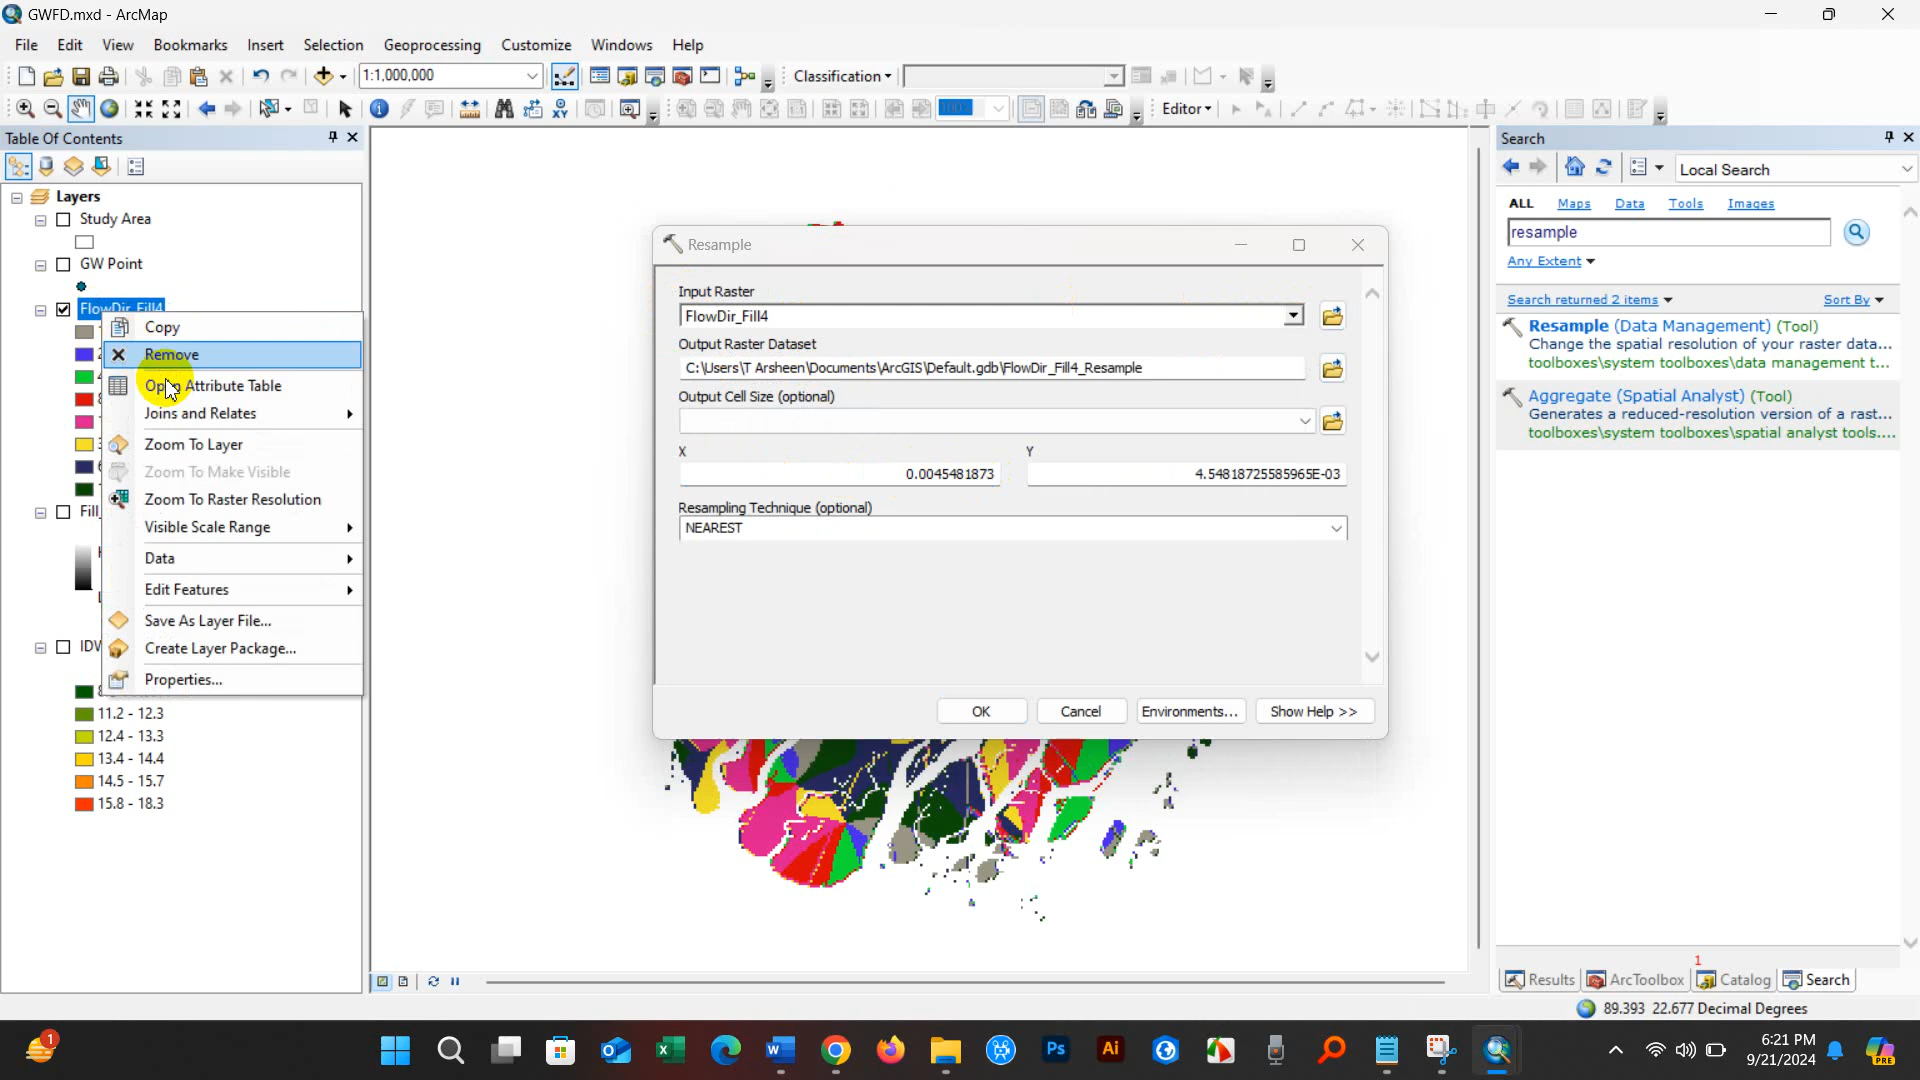 GWFD.mxd - ArcMap
File Edit View Bookmarks Insert Selection Geoprocessing Customize Windows Help
1:1,000,000 Classification
100% Editor
Table Of Contents
Layers
Study Area
GW Point
FlowDir_Fill4
Copy
Remove
Open Attribute Table
Joins and Relates
Zoom To Layer
Zoom To Make Visible
Zoom To Raster Resolution
Fill_
Visible Scale Range
Data
Edit Features
Save As Layer File...
IDW
Create Layer Package...
Properties...
11.2 - 12.3
12.4 - 13.3
13.4 - 14.4
14.5 - 15.7
15.8 - 18.3
Resample
Input Raster
FlowDir_Fill4
Output Raster Dataset
C:\Users\T Arsheen\Documents\ArcGIS\Default.gdb\FlowDir_Fill4_Resample
Output Cell Size (optional)
X Y
0.0045481873 4.54818725585965E-03
Resampling Technique (optional)
NEAREST
OK Cancel Environments... Show Help >>
Search
Local Search
ALL Maps Data Tools Images
resample
Any Extent
Search returned 2 items Sort By
Resample (Data Management) (Tool)
Change the spatial resolution of your raster data...
toolboxes\system toolboxes\data management t...
Aggregate (Spatial Analyst) (Tool)
Generates a reduced-resolution version of a rast...
toolboxes\system toolboxes\spatial analyst tools....
1
Results ArcToolbox Catalog Search
89.393 22.677 Decimal Degrees
1
Ps Ai
6:21 PM
9/21/2024
PRE